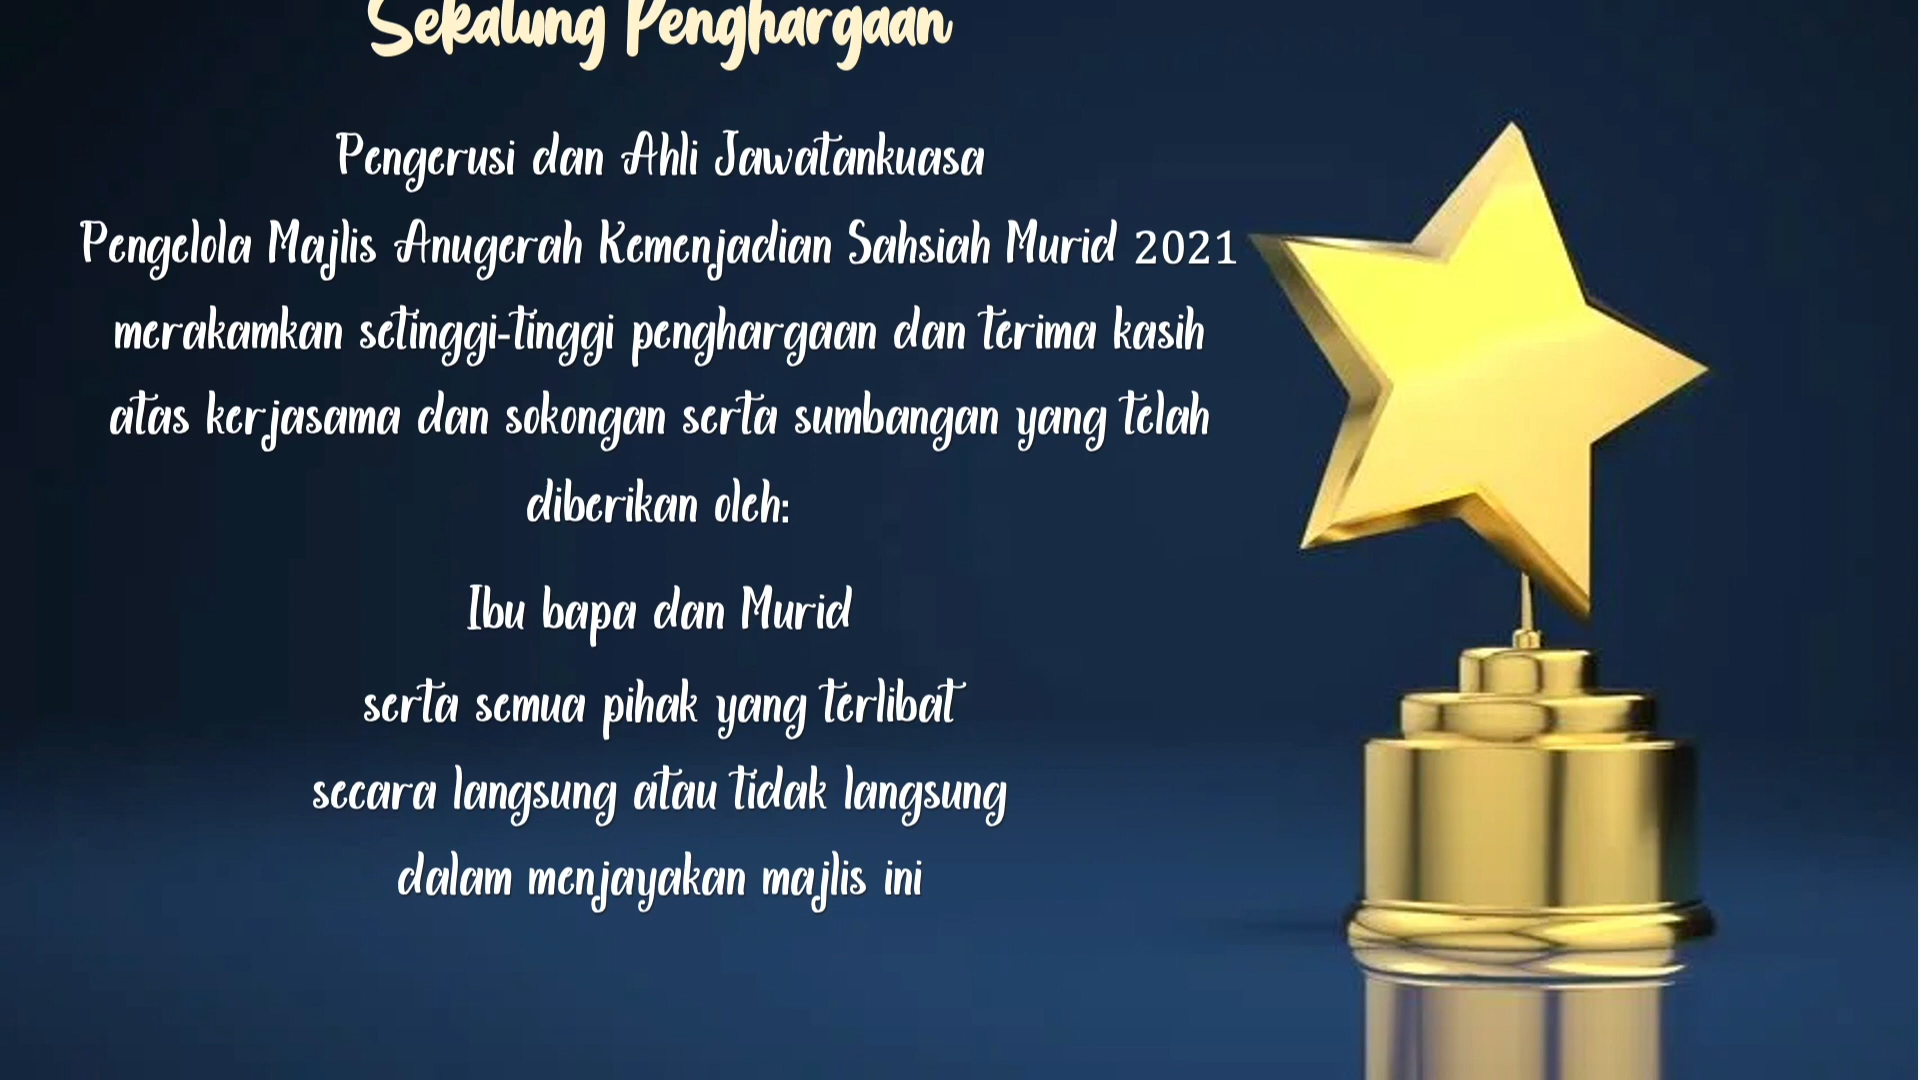 Sekalung Penghargaan
Pengerusi dan Ahli Jawatankuasa
Pengelola Majlis Anugerah Kemenjadian Sahsiah Murid 2021
merakamkan setinggi-tinggi penghargaan dan terima kasih
atas kerjasama dan sokongan serta sumbangan yang telah
diberikan oleh:
Ibu bapa dan Murid
serta semua pihak yang terlibat
secara langsung atau tidak langsung
dalam menjayakan majlis ini